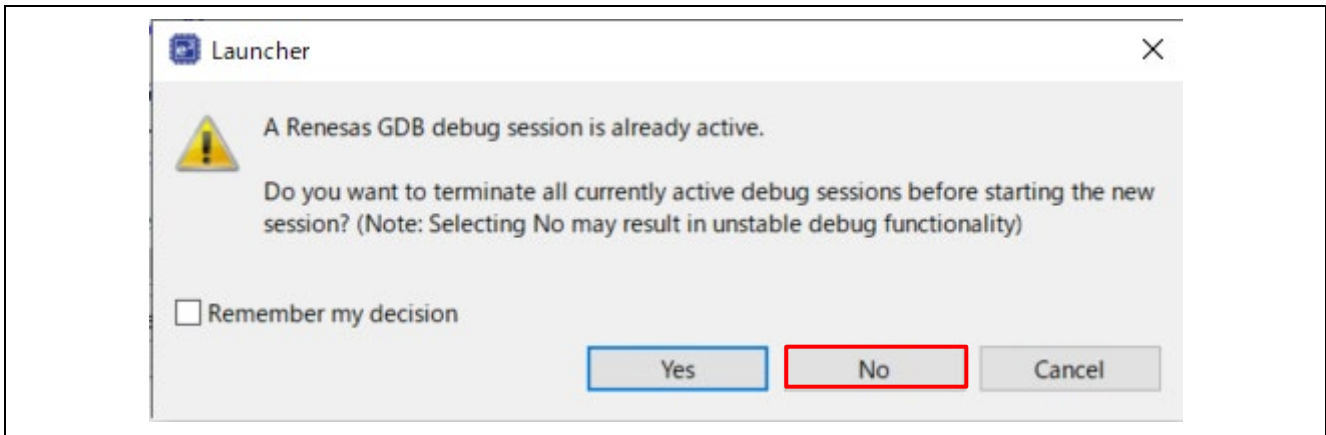 Launcher
A Renesas GDB debug session is already active.
Do you want to terminate all currently active debug sessions before starting the new
session? (Note: Selecting No may result in unstable debug functionality)
Remember my decision
Yes No Cancel